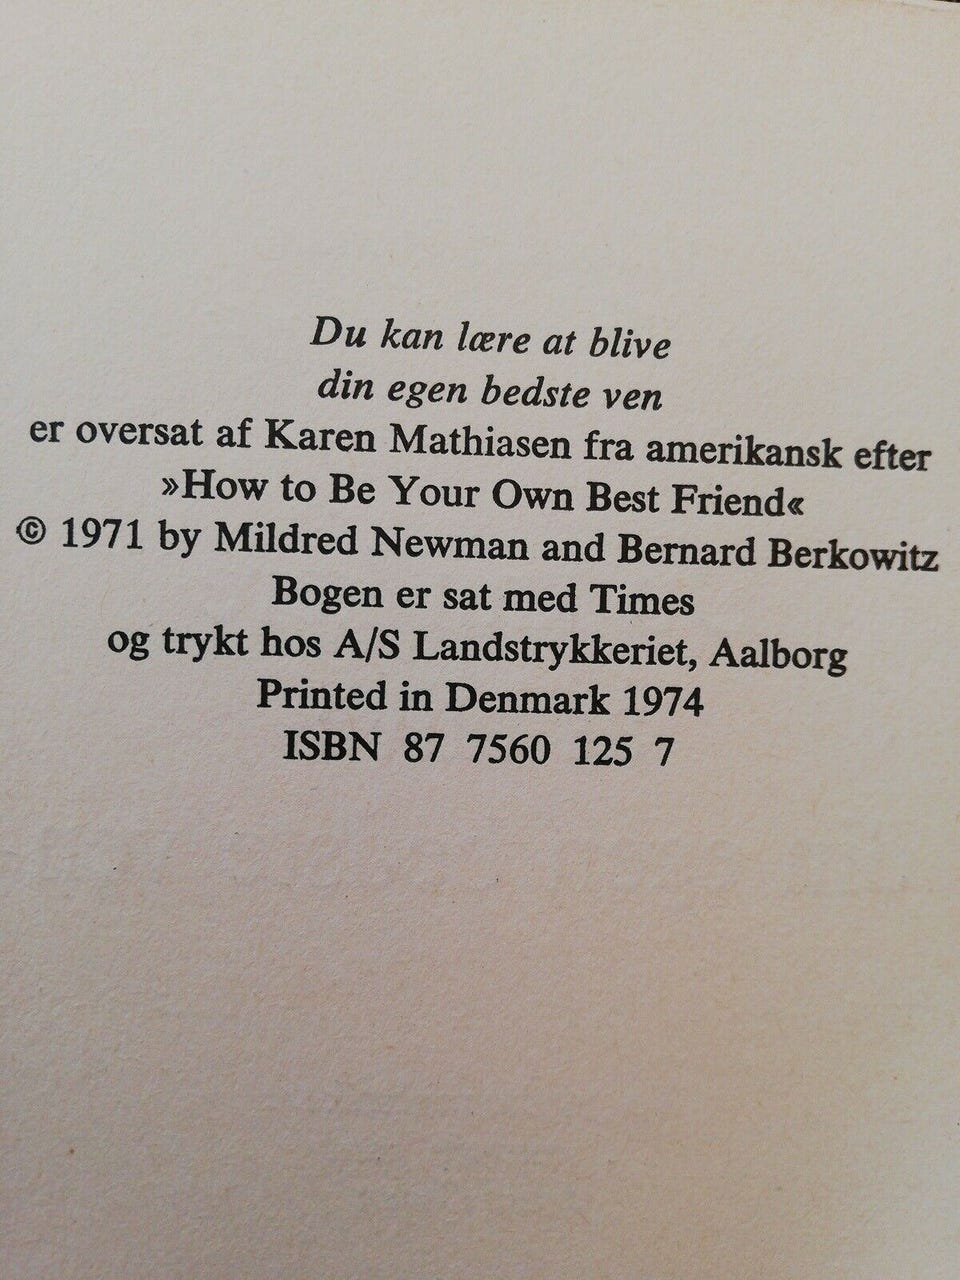 Du kan lære at blive
din egen bedste ven
er oversat af Karen Mathiasen fra amerikansk efter
»How to Be Your Own Best Friend«
© 1971 by Mildred Newman and Bernard Berkowitz
Bogen er sat med Times
og trykt hos A/S Landstrykkeriet, Aalborg
Printed in Denmark 1974
ISBN 87 7560 125 7